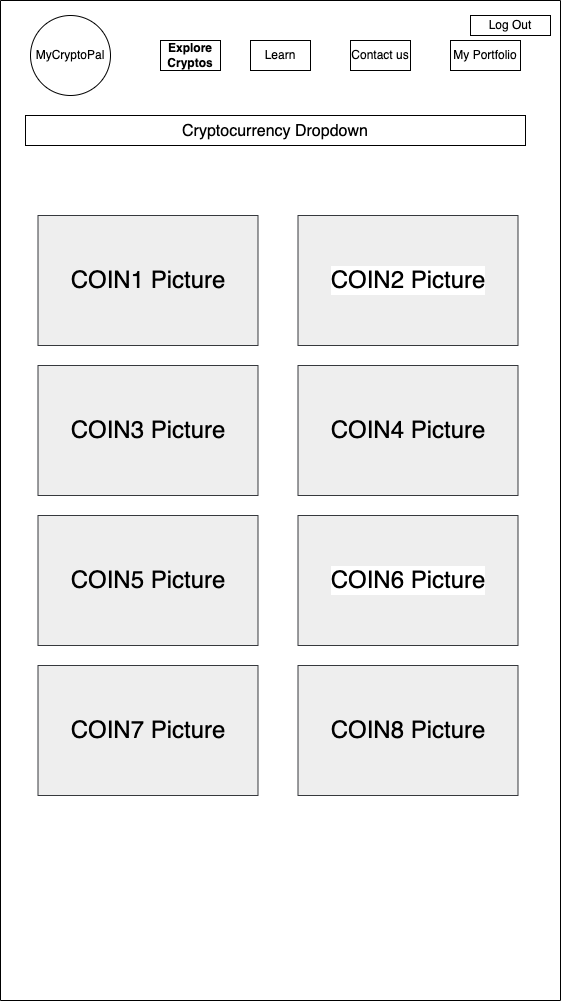 Log Out
MyCryptoPal
Explore
Cryptos
Learn
Contact us
My Portfolio
Cryptocurrency Dropdown
COIN1 Picture
COIN2 Picture
COIN3 Picture
COIN4 Picture
COIN5 Picture
COIN6 Picture
COIN7 Picture
COIN8 Picture